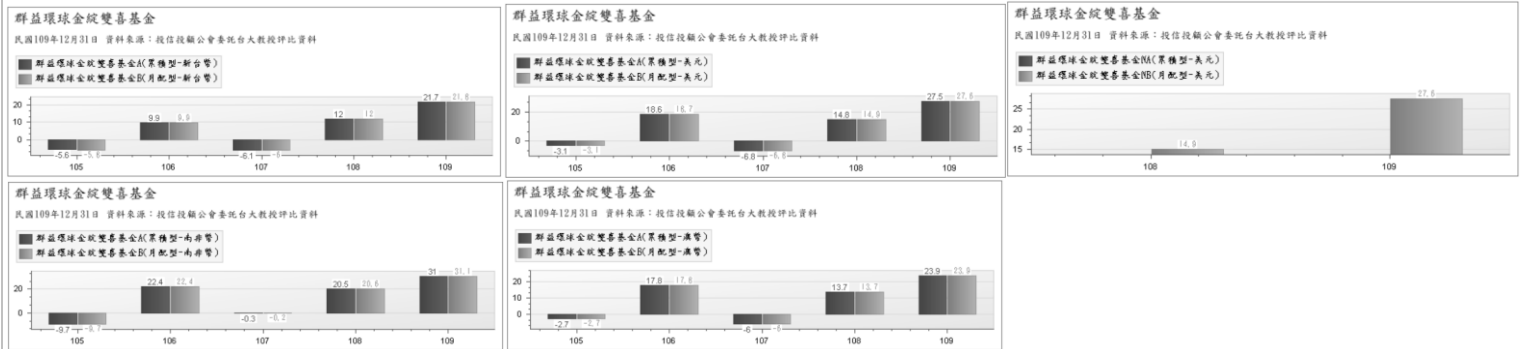 群益環球金綻雙喜基金
民國109年12月31日 資料來源：投信投顧公會委託台大教授評比資料
群益環球金綻雙喜基金A(累積型-新台幣)
群益環球金綻雙喜基金B(月配型-新台幣)
20
10
0
-5.6 -5.6
9.9 9.9
-6.1 -6
12 12
21.7 21.8
105 106 107 108 109
群益環球金綻雙喜基金
民國109年12月31日 資料來源：投信投顧公會委託台大教授評比資料
群益環球金綻雙喜基金A(累積型-美元)
群益環球金綻雙喜基金B(月配型-美元)
20
0
-3.1 -3.1
18.6 18.7
-6.8 -6.8
14.8 14.9
27.5
105 106 107 108 109
群益環球金綻雙喜基金
民國109年12月31日 資料來源：投信投顧公會委託台大教授評比資料
群益環球金綻雙喜基金NA(累積型-美元)
群益環球金綻雙喜基金NB(月配型-美元)
25
20
15
14.9
108 109
群益環球金綻雙喜基金
民國109年12月31日 資料來源：投信投顧公會委託台大教授評比資料
群益環球金綻雙喜基金A(累積型-南非幣)
群益環球金綻雙喜基金B(月配型-南非幣)
20
0
-9.7 -9.7
22.4 22.4
-0.3 -0.2
20.5 20.6
31 31.1
105 106 107 108 109
群益環球金綻雙喜基金
民國109年12月31日 資料來源：投信投顧公會委託台大教授評比資料
群益環球金綻雙喜基金A(累積型-澳幣)
群益環球金綻雙喜基金B(月配型-澳幣)
20
10
0
-2.7 -2.7
17.8 17.8
-6 -6
13.7 13.7
23.9 23.9
105 106 107 108 109